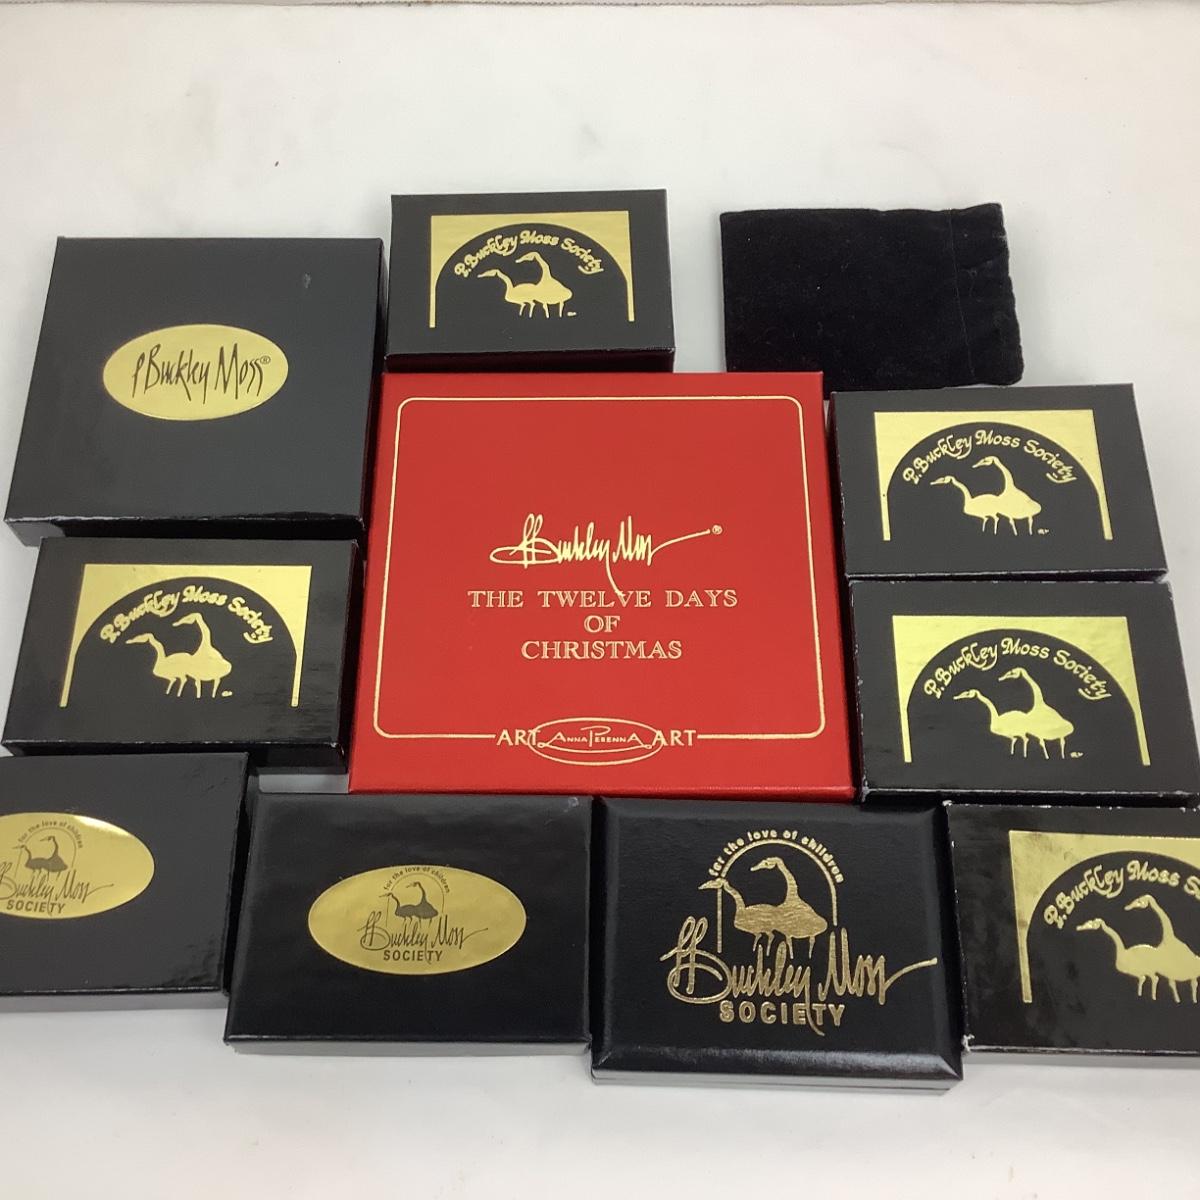 P. Buckley Moss Society
P Buckley Moss®
P. Buckley Moss Society
P Buckley Moss ®
THE TWELVE DAYS
OF
CHRISTMAS
ART ANNA PERENNA ART
P. Buckley Moss Society
P. Buckley Moss Society
for the love of children
P Buckley Moss
SOCIETY
for the love of children
P Buckley Moss
SOCIETY
for the love of children
P Buckley Moss
SOCIETY
P. Buckley Moss S